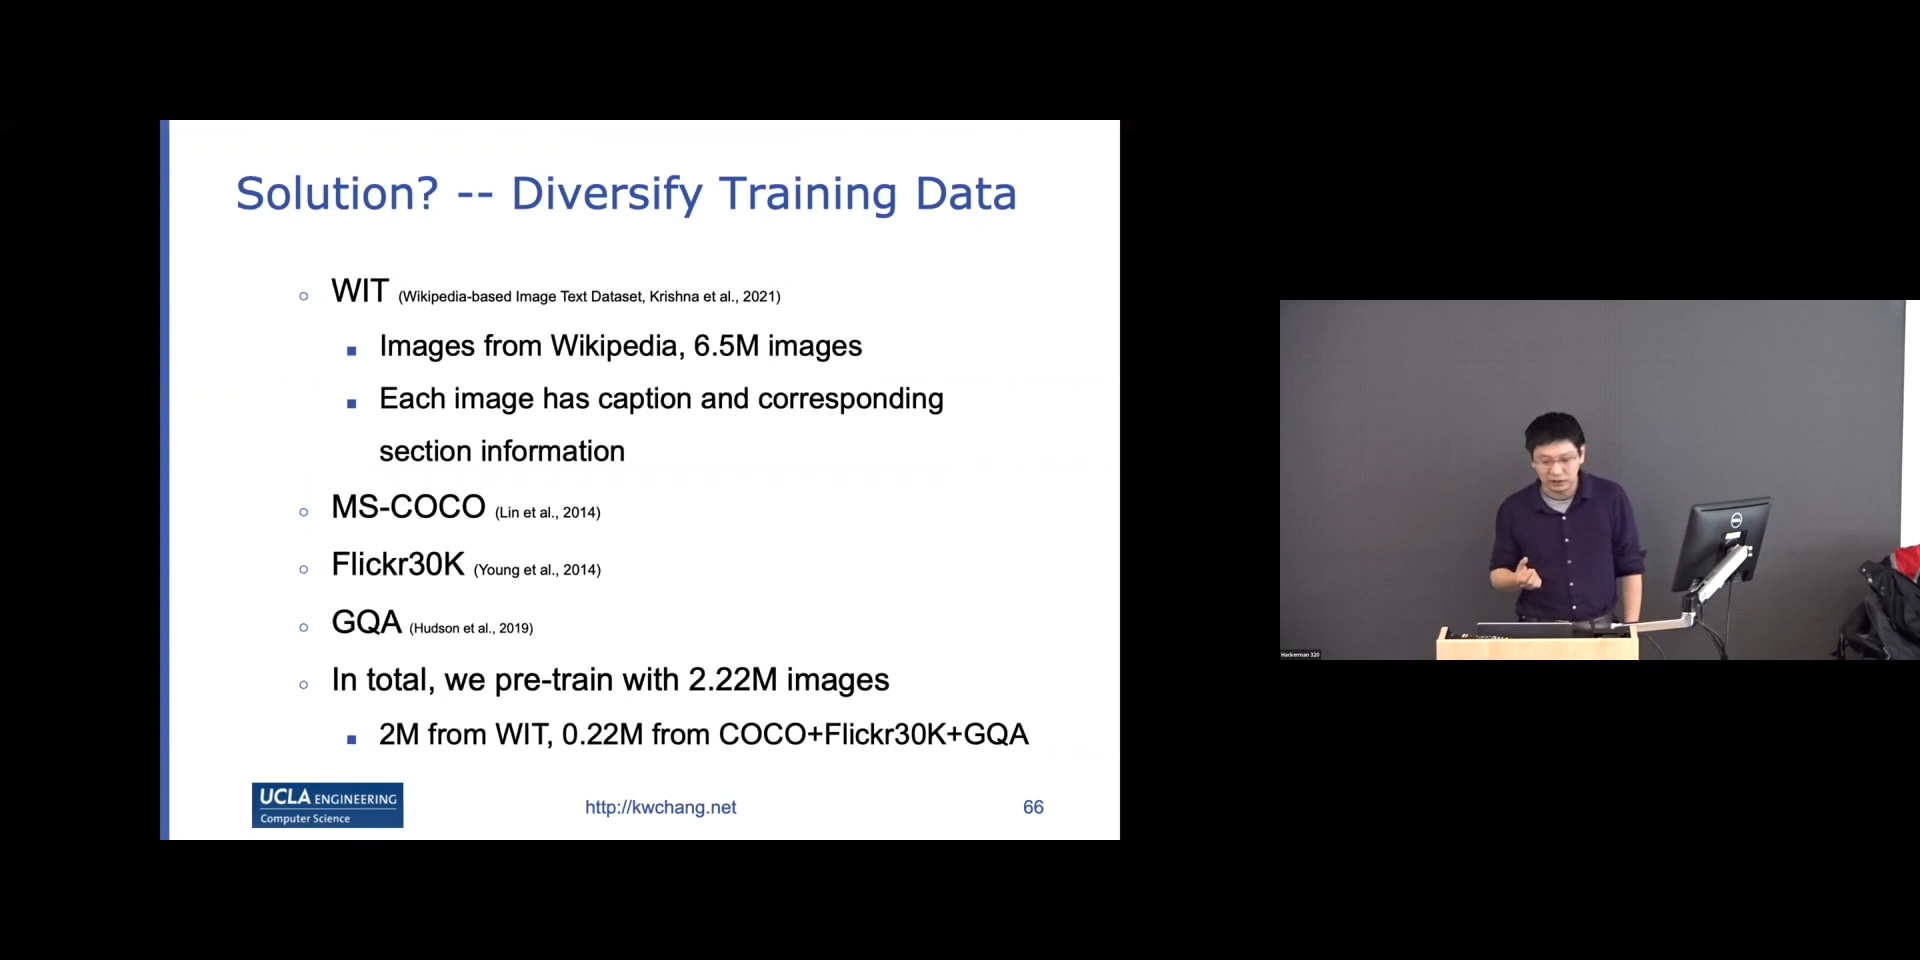 Solution? -- Diversify Training Data
WIT (Wikipedia-based Image Text Dataset, Krishna et al., 2021)
Images from Wikipedia, 6.5M images
Each image has caption and corresponding
section information
MS-COCO (Lin et al., 2014)
Flickr30K (Young et al., 2014)
GQA (Hudson et al., 2019)
In total, we pre-train with 2.22M images
2M from WIT, 0.22M from COCO+Flickr30K+GQA
UCLA ENGINEERING
Computer Science
http://kwchang.net
66
DELL
Hackerman 320